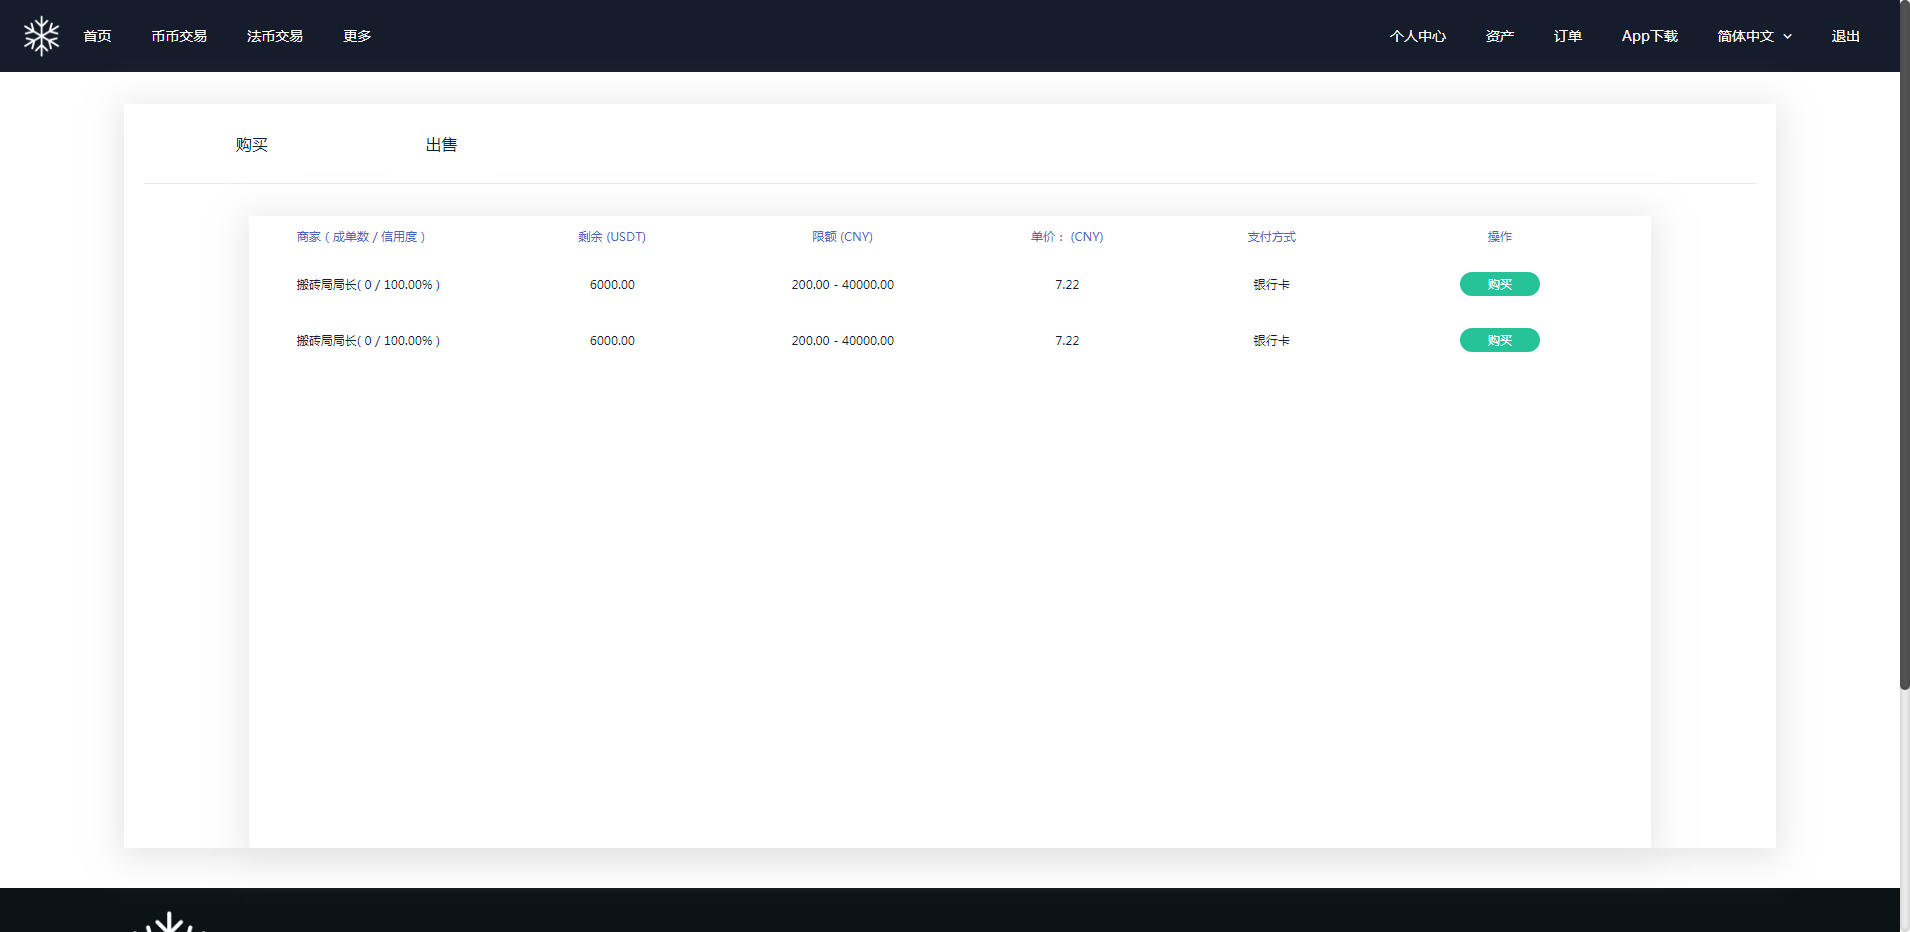 首页 币币交易 法币交易 更多 个人中心 资产 订单 App下载 简体中文 退出
购买 出售
商家 ( 成单数 / 信用度 ) 剩余 (USDT) 限额 (CNY) 单价： (CNY) 支付方式 操作
搬砖局局长( 0 / 100.00% ) 6000.00 200.00 - 40000.00 7.22 银行卡 购买
搬砖局局长( 0 / 100.00% ) 6000.00 200.00 - 40000.00 7.22 银行卡 购买